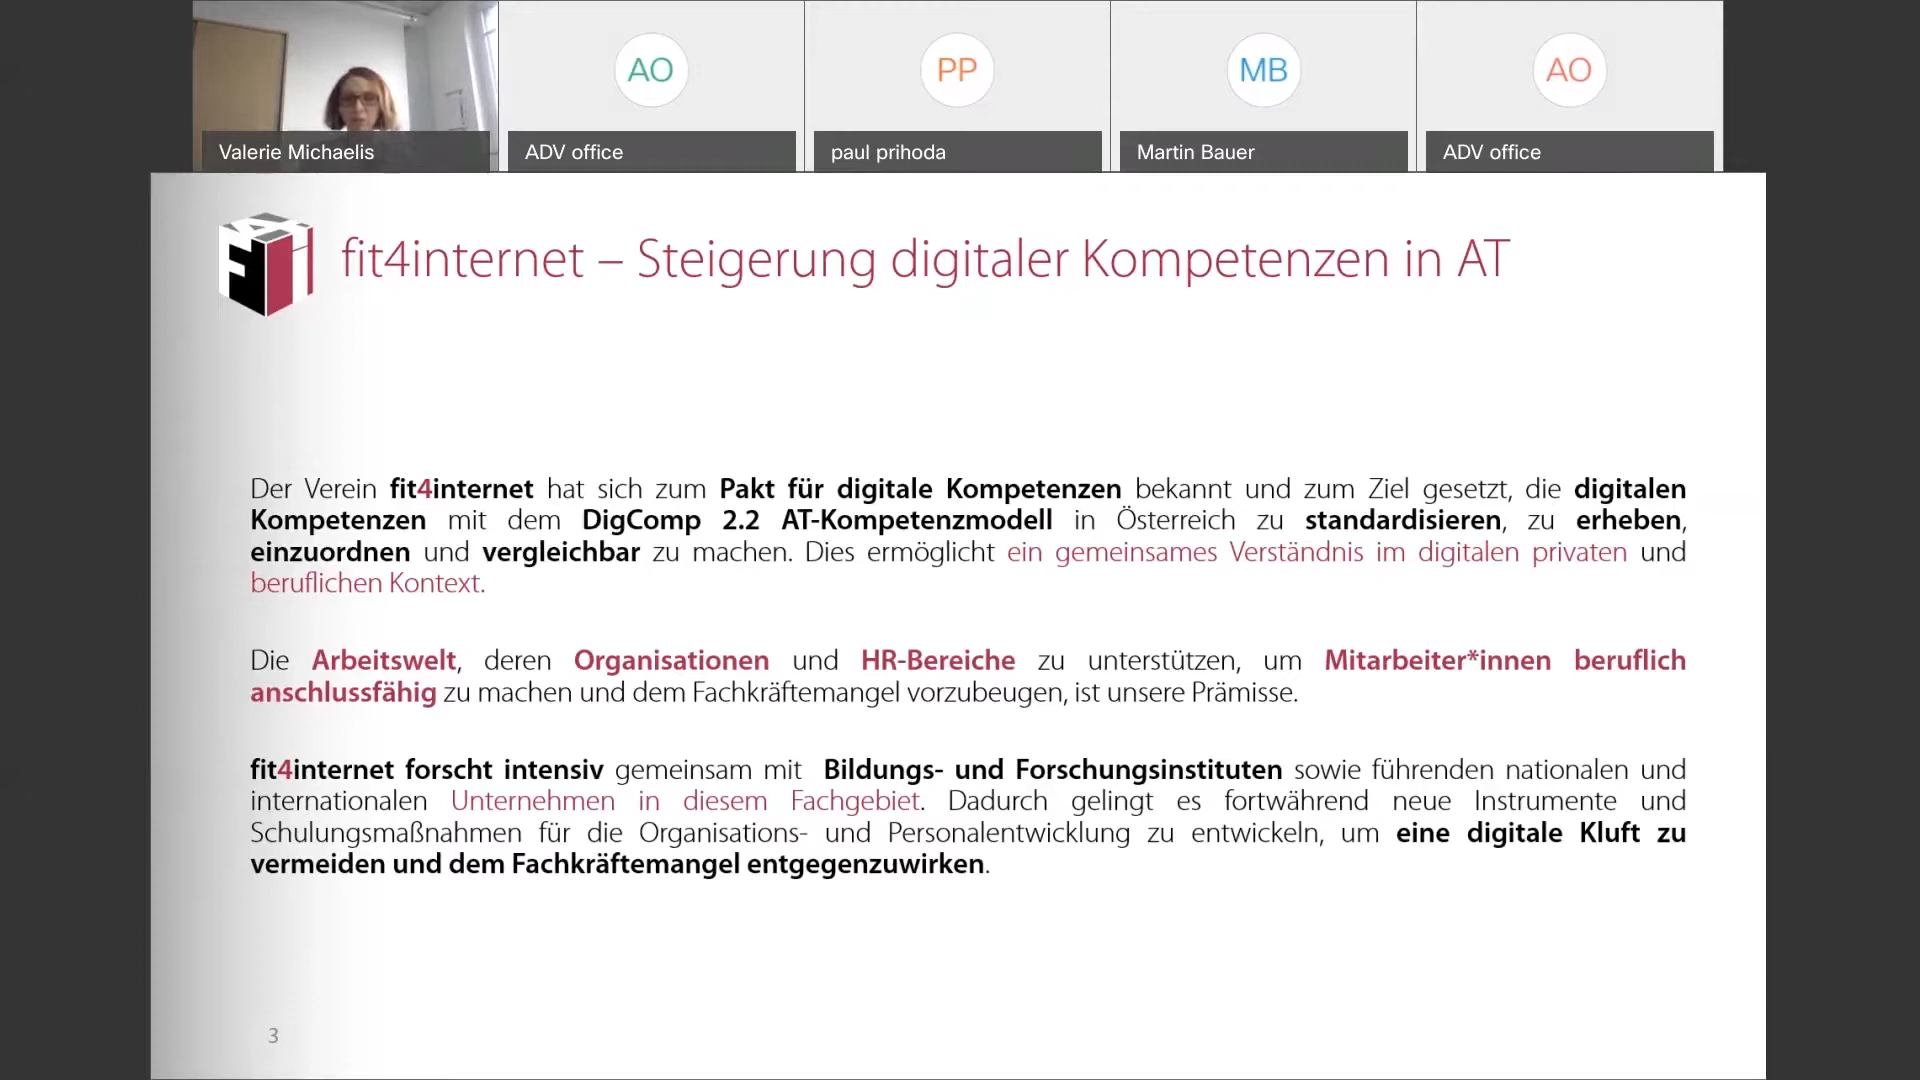 AO
PP
MB
AO
Valerie Michaelis
ADV office
paul prihoda
Martin Bauer
ADV office
fit4internet – Steigerung digitaler Kompetenzen in AT
Der Verein fit4internet hat sich zum Pakt für digitale Kompetenzen bekannt und zum Ziel gesetzt, die digitalen
Kompetenzen mit dem DigComp 2.2 AT-Kompetenzmodell in Österreich zu standardisieren, zu erheben,
einzuordnen und vergleichbar zu machen. Dies ermöglicht ein gemeinsames Verständnis im digitalen privaten und
beruflichen Kontext.
Die Arbeitswelt, deren Organisationen und HR-Bereiche zu unterstützen, um Mitarbeiter*innen beruflich
anschlussfähig zu machen und dem Fachkräftemangel vorzubeugen, ist unsere Prämisse.
fit4internet forscht intensiv gemeinsam mit Bildungs- und Forschungsinstituten sowie führenden nationalen und
internationalen Unternehmen in diesem Fachgebiet. Dadurch gelingt es fortwährend neue Instrumente und
Schulungsmaßnahmen für die Organisations- und Personalentwicklung zu entwickeln, um eine digitale Kluft zu
vermeiden und dem Fachkräftemangel entgegenzuwirken.
3